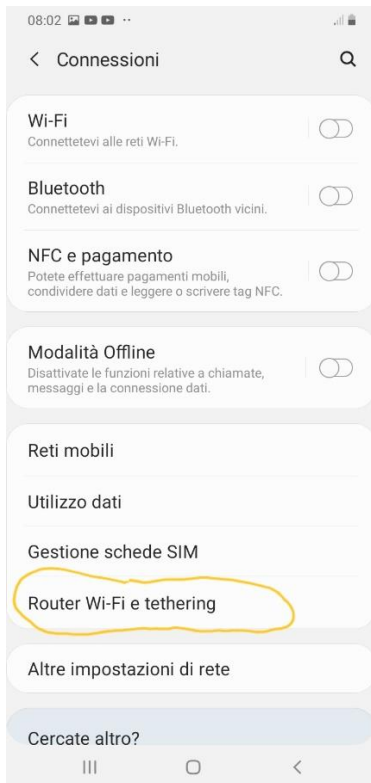 08:02
Connessioni
Wi-Fi
Connettetevi alle reti Wi-Fi.
Bluetooth
Connettetevi ai dispositivi Bluetooth vicini.
NFC e pagamento
Potete effettuare pagamenti mobili,
condividere dati e leggere o scrivere tag NFC.
Modalità Offline
Disattivate le funzioni relative a chiamate,
messaggi e la connessione dati.
Reti mobili
Utilizzo dati
Gestione schede SIM
Router Wi-Fi e tethering
Altre impostazioni di rete
Cercate altro?